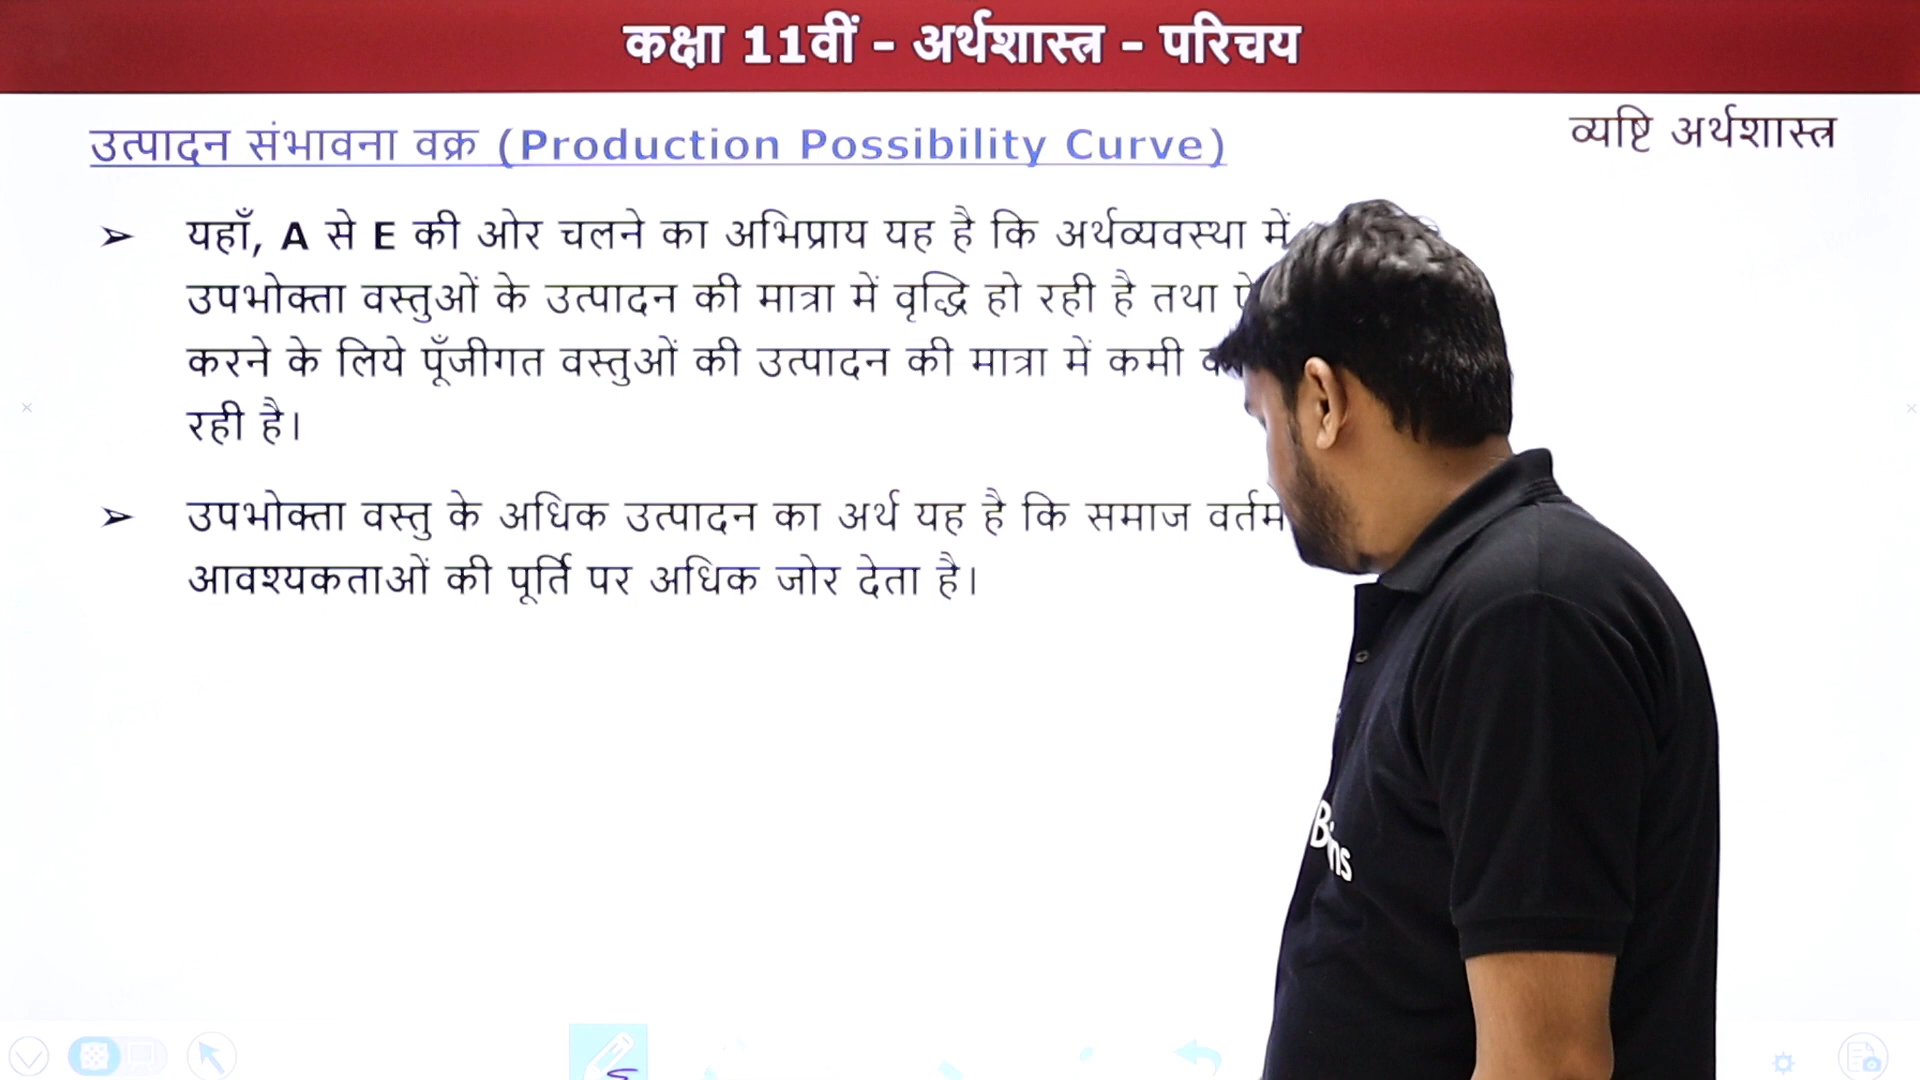 कक्षा 11वीं - अर्थशास्त्र - परिचय
उत्पादन संभावना वक्र (Production Possibility Curve)
व्यष्टि अर्थशास्त्र
➢ यहाँ, A से E की ओर चलने का अभिप्राय यह है कि अर्थव्यवस्था में
उपभोक्ता वस्तुओं के उत्पादन की मात्रा में वृद्धि हो रही है तथा
करने के लिये पूँजीगत वस्तुओं की उत्पादन की मात्रा में कमी
रही है।
➢ उपभोक्ता वस्तु के अधिक उत्पादन का अर्थ यह है कि समाज
आवश्यकताओं की पूर्ति पर अधिक जोर देता है।